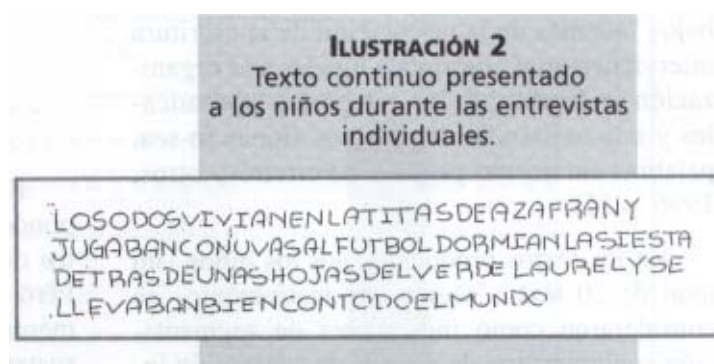 ILUSTRACIÓN 2
Texto continuo presentado
a los niños durante las entrevistas
individuales.
LOSODOSVIVIANENLATITASDEAZAFRANY
JUGABANCONUVASALFUTBOLDORMIANLASIESTA
DETRASDEUNASHOJASDELVERDELAURELYSE
LLEVABANBIENCONTODOELMUNDO